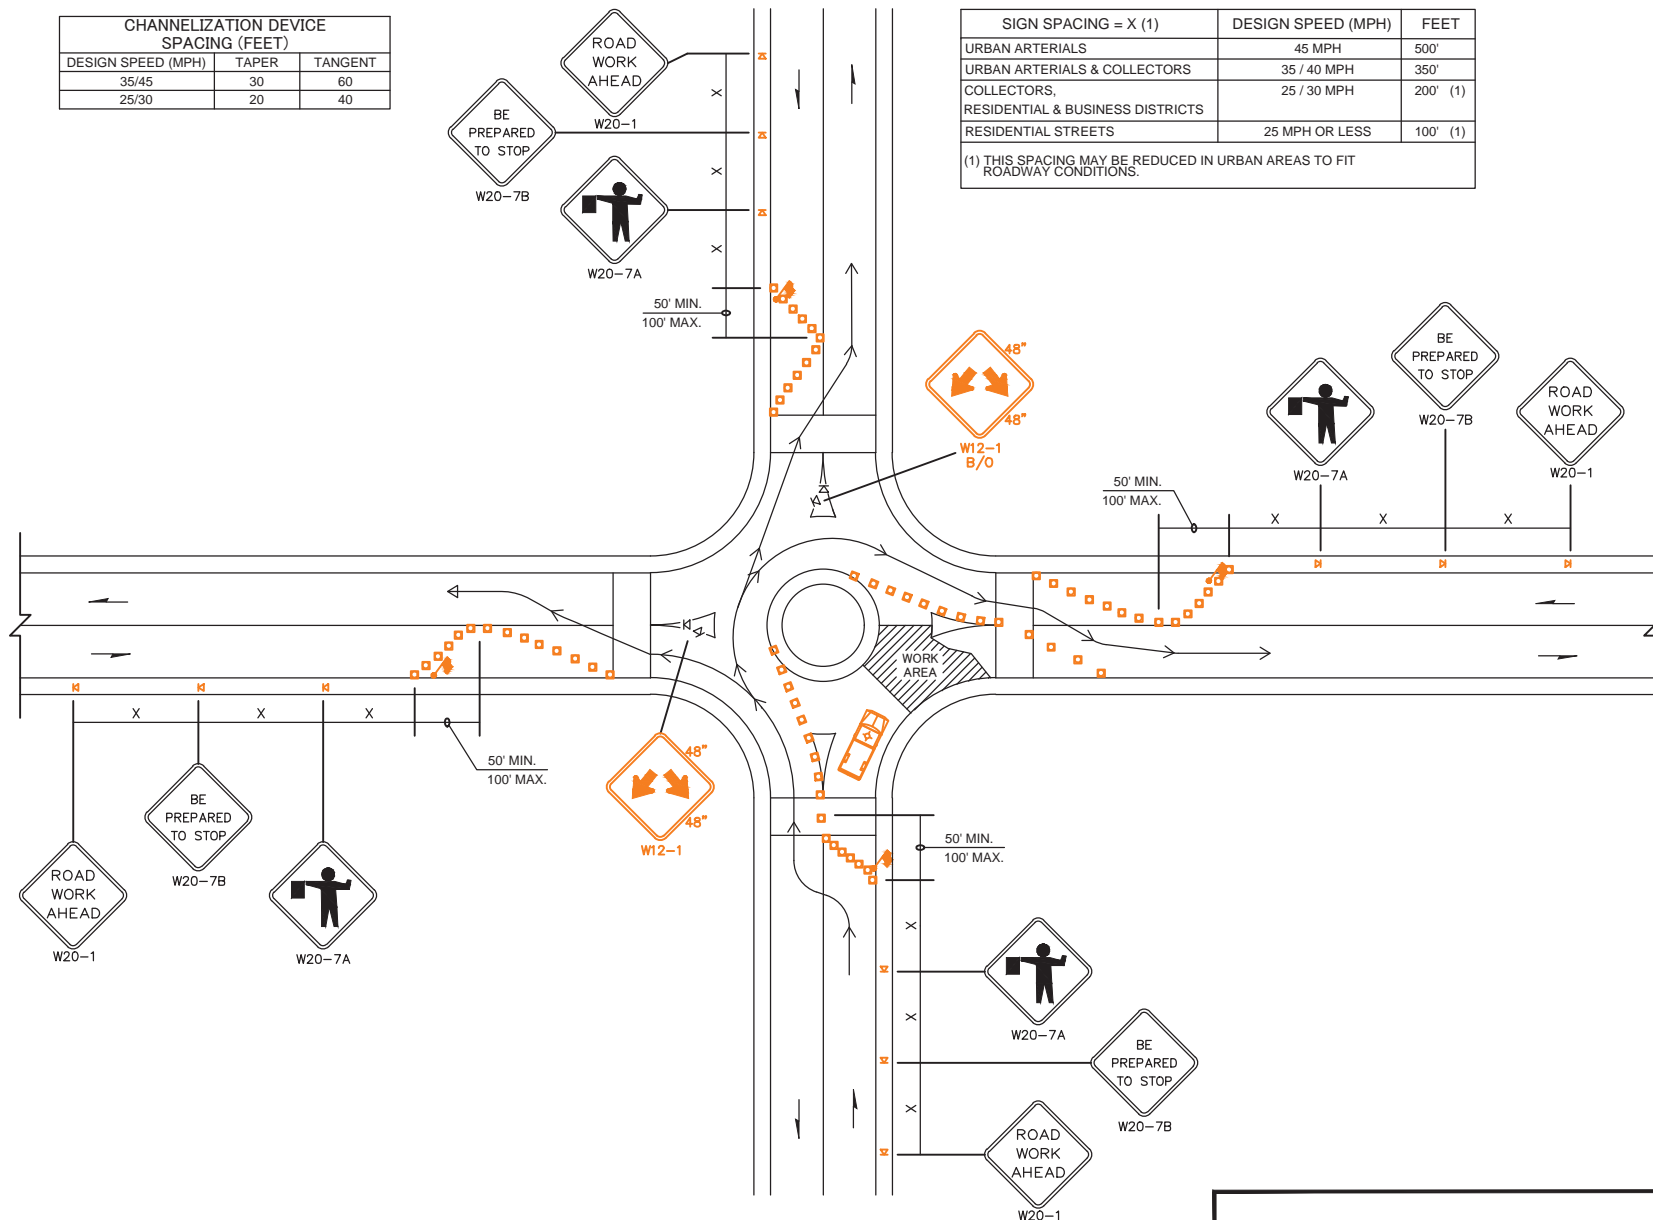 CHANNELIZATION DEVICE
SPACING (FEET)
DESIGN SPEED (MPH) TAPER TANGENT
35/45 30 60
25/30 20 40
SIGN SPACING = X (1) DESIGN SPEED (MPH) FEET
URBAN ARTERIALS 45 MPH 500'
URBAN ARTERIALS & COLLECTORS 35 / 40 MPH 350'
COLLECTORS, 25 / 30 MPH 200' (1)
RESIDENTIAL & BUSINESS DISTRICTS
RESIDENTIAL STREETS 25 MPH OR LESS 100' (1)
(1) THIS SPACING MAY BE REDUCED IN URBAN AREAS TO FIT
ROADWAY CONDITIONS.
ROAD
WORK
AHEAD
W20-1
X
BE
PREPARED
TO STOP
W20-7B
X
W20-7A
X
50' MIN.
100' MAX.
48"
48"
W12-1
B/O
BE
PREPARED
TO STOP
W20-7B
W20-7A
ROAD
WORK
AHEAD
W20-1
50' MIN.
100' MAX.
X X X
WORK
AREA
X X X
50' MIN.
100' MAX.
48"
48"
W12-1
BE
PREPARED
TO STOP
W20-7B
ROAD
WORK
AHEAD
W20-1
W20-7A
50' MIN.
100' MAX.
X
W20-7A
X
BE
PREPARED
TO STOP
W20-7B
X
ROAD
WORK
AHEAD
W20-1